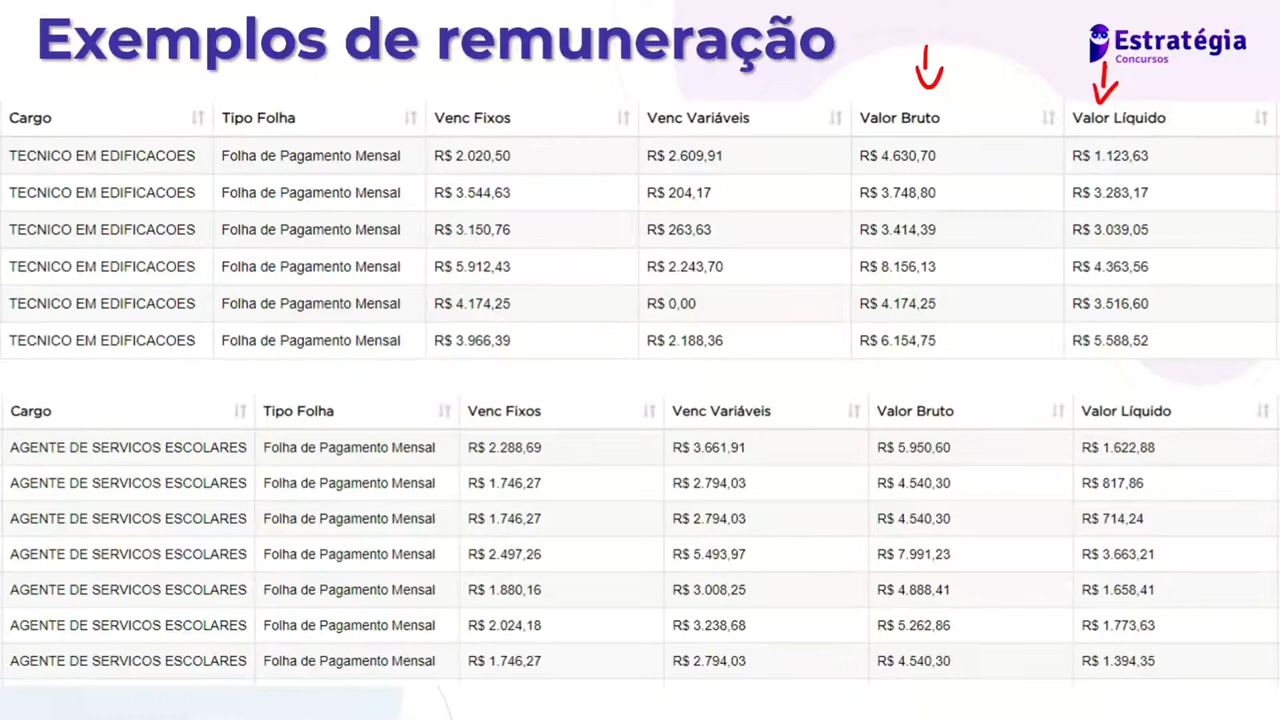 Exemplos de remuneração
Estratégia
Concursos
Cargo Tipo Folha Venc Fixos Venc Variáveis Valor Bruto Valor Líquido
TECNICO EM EDIFICACOES Folha de Pagamento Mensal R$ 2.020,50 R$ 2.609,91 R$ 4.630,70 R$ 1.123,63
TECNICO EM EDIFICACOES Folha de Pagamento Mensal R$ 3.544,63 R$ 204,17 R$ 3.748,80 R$ 3.283,17
TECNICO EM EDIFICACOES Folha de Pagamento Mensal R$ 3.150,76 R$ 263,63 R$ 3.414,39 R$ 3.039,05
TECNICO EM EDIFICACOES Folha de Pagamento Mensal R$ 5.912,43 R$ 2.243,70 R$ 8.156,13 R$ 4.363,56
TECNICO EM EDIFICACOES Folha de Pagamento Mensal R$ 4.174,25 R$ 0,00 R$ 4.174,25 R$ 3.516,60
TECNICO EM EDIFICACOES Folha de Pagamento Mensal R$ 3.966,39 R$ 2.188,36 R$ 6.154,75 R$ 5.588,52
Cargo Tipo Folha Venc Fixos Venc Variáveis Valor Bruto Valor Líquido
AGENTE DE SERVICOS ESCOLARES Folha de Pagamento Mensal R$ 2.288,69 R$ 3.661,91 R$ 5.950,60 R$ 1.622,88
AGENTE DE SERVICOS ESCOLARES Folha de Pagamento Mensal R$ 1.746,27 R$ 2.794,03 R$ 4.540,30 R$ 817,86
AGENTE DE SERVICOS ESCOLARES Folha de Pagamento Mensal R$ 1.746,27 R$ 2.794,03 R$ 4.540,30 R$ 714,24
AGENTE DE SERVICOS ESCOLARES Folha de Pagamento Mensal R$ 2.497,26 R$ 5.493,97 R$ 7.991,23 R$ 3.663,21
AGENTE DE SERVICOS ESCOLARES Folha de Pagamento Mensal R$ 1.880,16 R$ 3.008,25 R$ 4.888,41 R$ 1.658,41
AGENTE DE SERVICOS ESCOLARES Folha de Pagamento Mensal R$ 2.024,18 R$ 3.238,68 R$ 5.262,86 R$ 1.773,63
AGENTE DE SERVICOS ESCOLARES Folha de Pagamento Mensal R$ 1.746,27 R$ 2.794,03 R$ 4.540,30 R$ 1.394,35